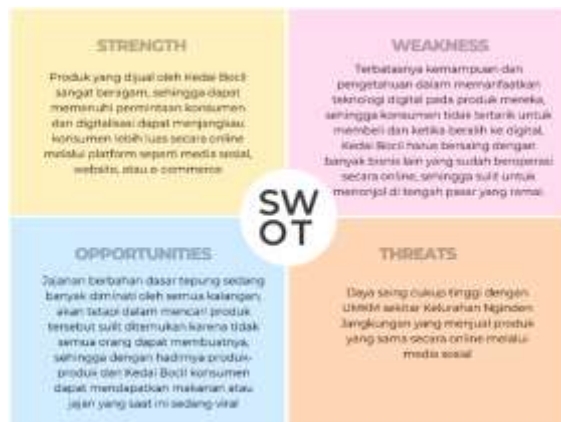 STRENGTH
Produk yang dijual oleh Kedai Bocil
sangat beragam, sehingga dapat
memenuhi permintaan konsumen
dan digitalisasi dapat menjangkau
konsumen lebih luas secara online
melalui platform seperti media sosial,
website, atau e-commerce
WEAKNESS
Terbatasnya kemampuan dan
pengetahuan dalam memanfaatkan
teknologi digital pada produk mereka,
sehingga konsumen tidak tertarik untuk
membeli dan ketika beralih ke digital,
Kedai Bocil harus bersaing dengan
banyak bisnis lain yang sudah beroperasi
secara online, sehingga sulit untuk
menonjol di tengah pasar yang ramai
SW
OT
OPPORTUNITIES
Jajanan berbahan dasar tepung sedang
banyak diminati oleh semua kalangan,
akan tetapi dalam mencari produk
tersebut sulit ditemukan karena tidak
semua orang dapat membuatnya,
sehingga dengan hadirnya produk-
produk dari Kedai Bocil konsumen
dapat mendapatkan makanan atau
jajan yang saat ini sedang viral
THREATS
Daya saing cukup tinggi dengan
UMKM sekitar Kelurahan Nginden
Jangkungan yang menjual produk
yang sama secara online melalui
media sosial